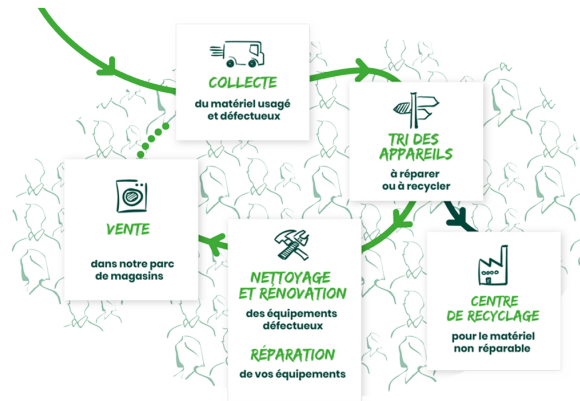 COLLECTE
du matériel usagé
et défectueux
TRI DES
APPAREILS
à réparer
ou à recycler
VENTE
dans notre parc
de magasins
NETTOYAGE
ET RÉNOVATION
des équipements
défectueux
RÉPARATION
de vos équipements
CENTRE
DE RECYCLAGE
pour le matériel
non réparable